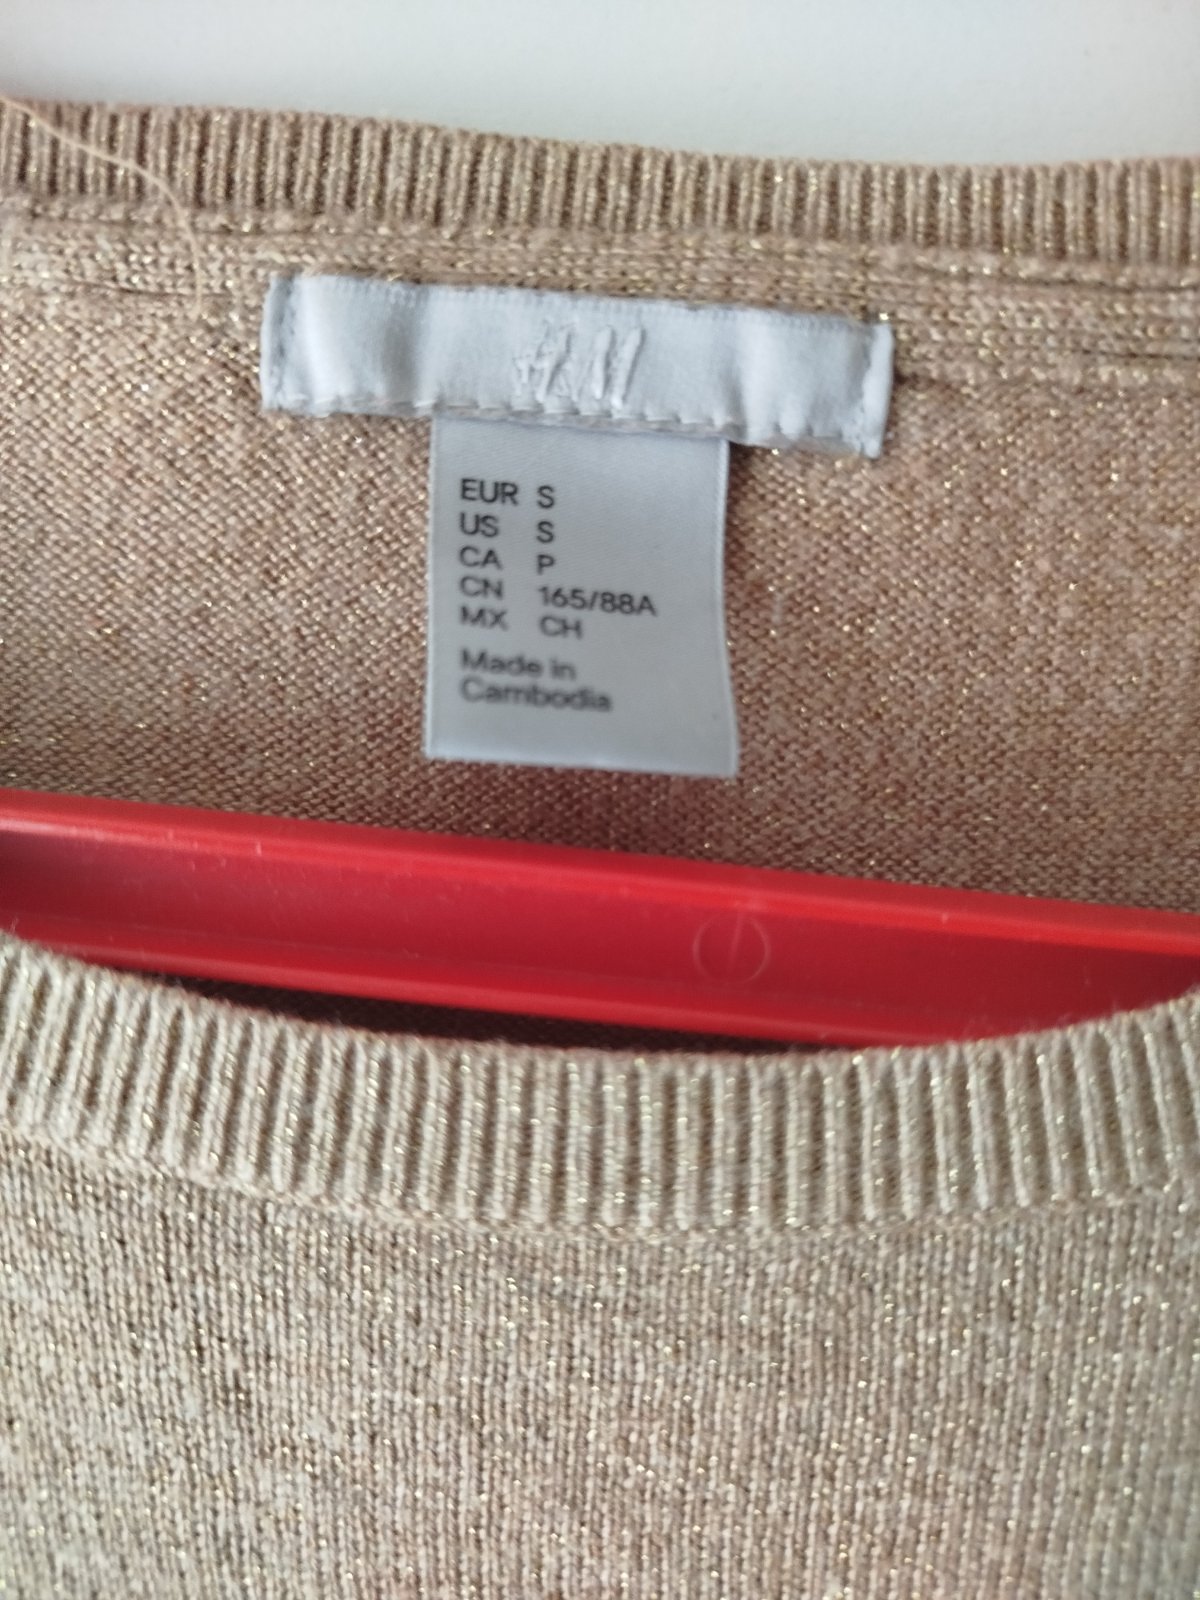 H&M
EUR S
US S
CA P
CN 165/88A
MX CH
Made in
Cambodia